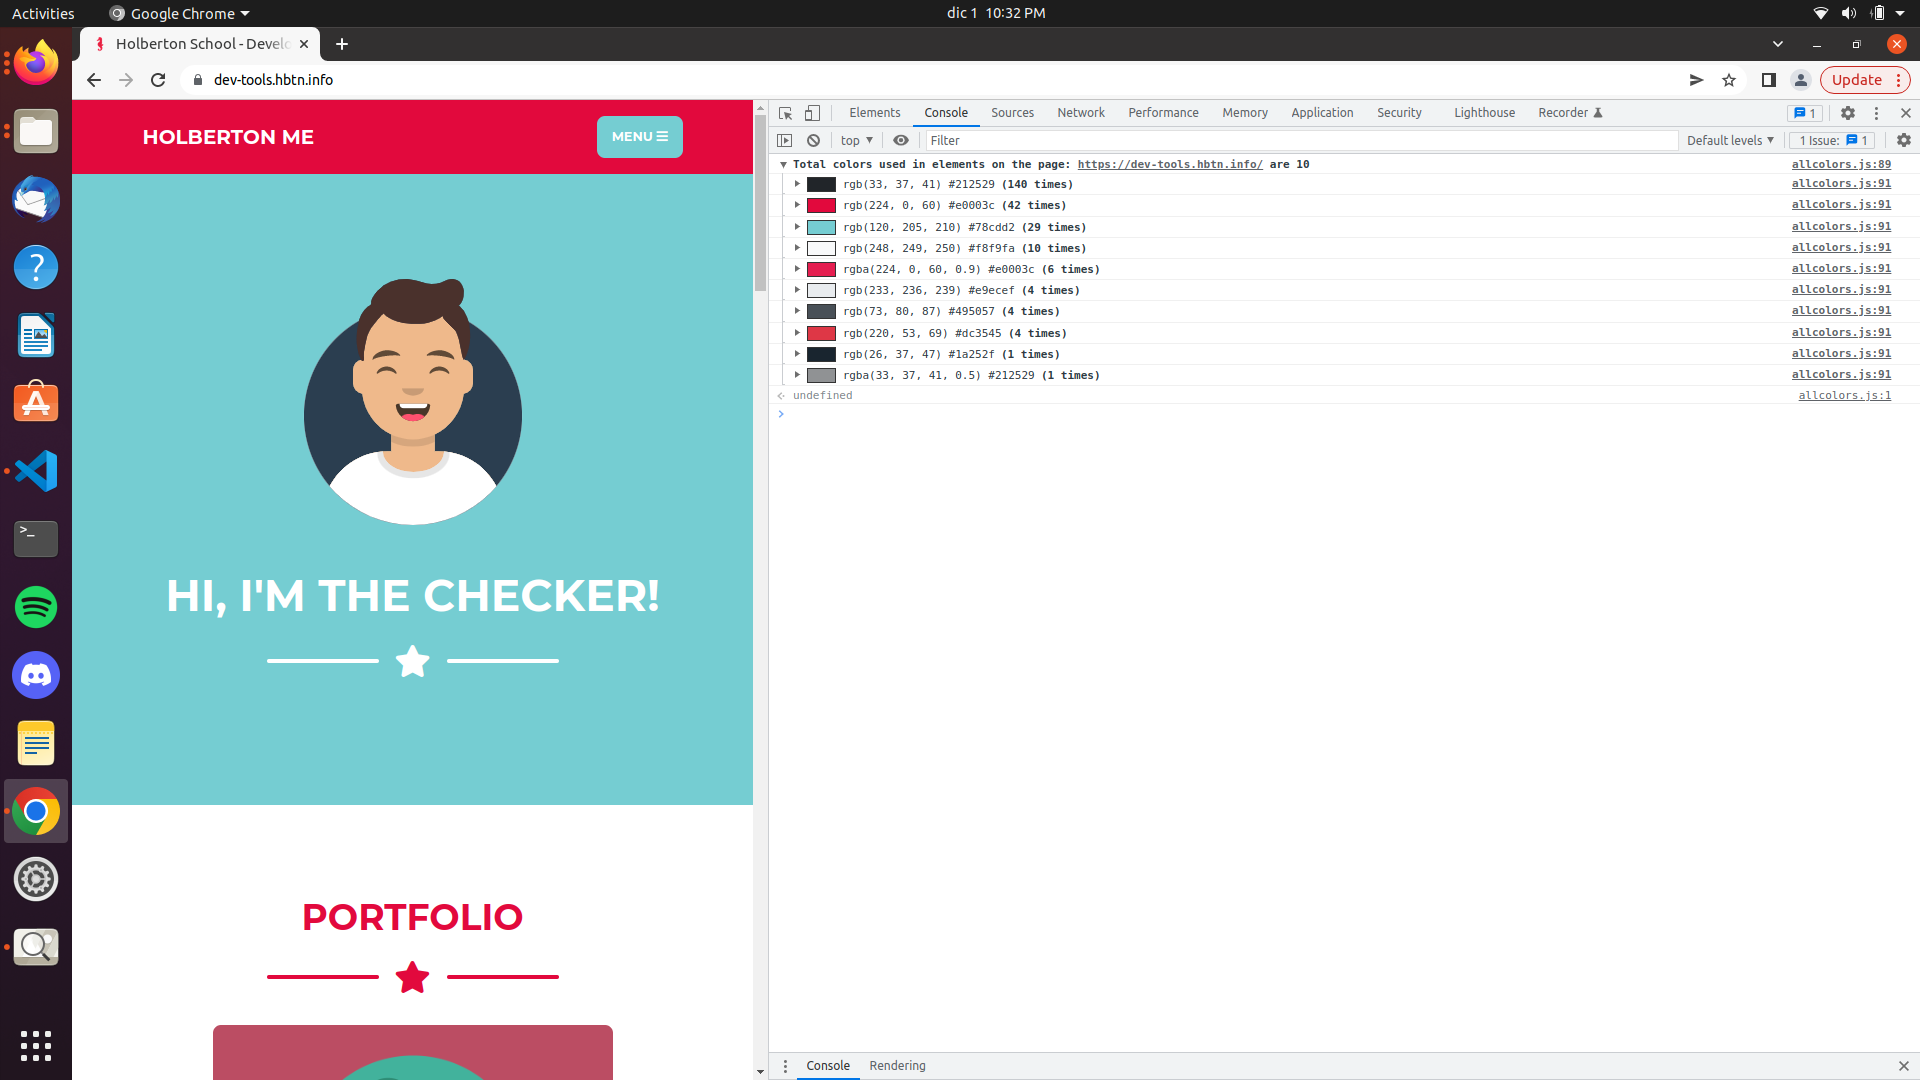 Activities Google Chrome dic 1 10:32 PM
Holberton School - Develo
dev-tools.hbtn.info Update
HOLBERTON ME MENU
HI, I'M THE CHECKER!
PORTFOLIO
Elements Console Sources Network Performance Memory Application Security Lighthouse Recorder 1
top Filter Default levels 1 Issue: 1
Total colors used in elements on the page: https://dev-tools.hbtn.info/ are 10 allcolors.js:89
rgb(33, 37, 41) #212529 (140 times) allcolors.js:91
rgb(224, 0, 60) #e0003c (42 times) allcolors.js:91
rgb(120, 205, 210) #78cdd2 (29 times) allcolors.js:91
rgb(248, 249, 250) #f8f9fa (10 times) allcolors.js:91
rgba(224, 0, 60, 0.9) #e0003c (6 times) allcolors.js:91
rgb(233, 236, 239) #e9ecef (4 times) allcolors.js:91
rgb(73, 80, 87) #495057 (4 times) allcolors.js:91
rgb(220, 53, 69) #dc3545 (4 times) allcolors.js:91
rgb(26, 37, 47) #1a252f (1 times) allcolors.js:91
rgba(33, 37, 41, 0.5) #212529 (1 times) allcolors.js:91
undefined allcolors.js:1
Console Rendering